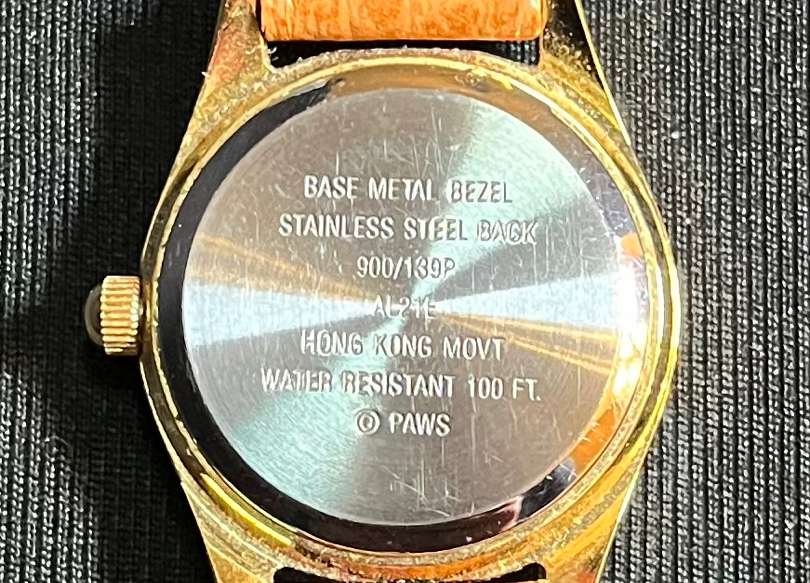 BASE METAL BEZEL
STAINLESS STEEL BACK
900/139P
AL21E
HONG KONG MOVT
WATER RESISTANT 100 FT.
© PAWS